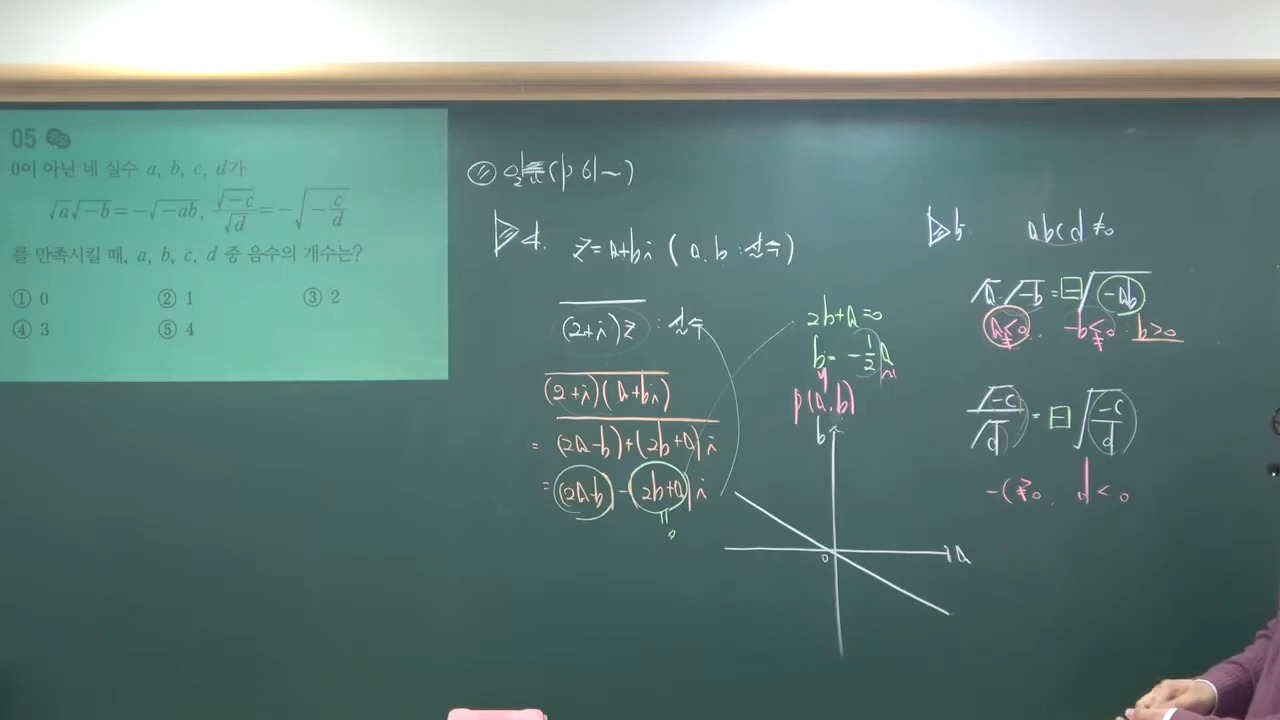 05
0이 아닌 네 실수 a, b, c, d가
√a√-b=-√-ab, √-c/√d=-√-c/d
를 만족시킬 때, a, b, c, d 중 음수의 개수는?
① 0 ② 1 ③ 2
④ 3 ⑤ 4
(p 61~)
4. z=a+bi (a, b : 실수)
(2+i)z : 실수
(2+i)(a+bi)
= (2a-b)+(2b+a)i
= (2a-b)-(2b+a)i
0
2b+a=0
b=-1/2a
y
p(a, b)
b
a
0
5. abcd≠0
√a√-b=-√-ab
-b b>0
√-c/√d=-√-c/d
d<0